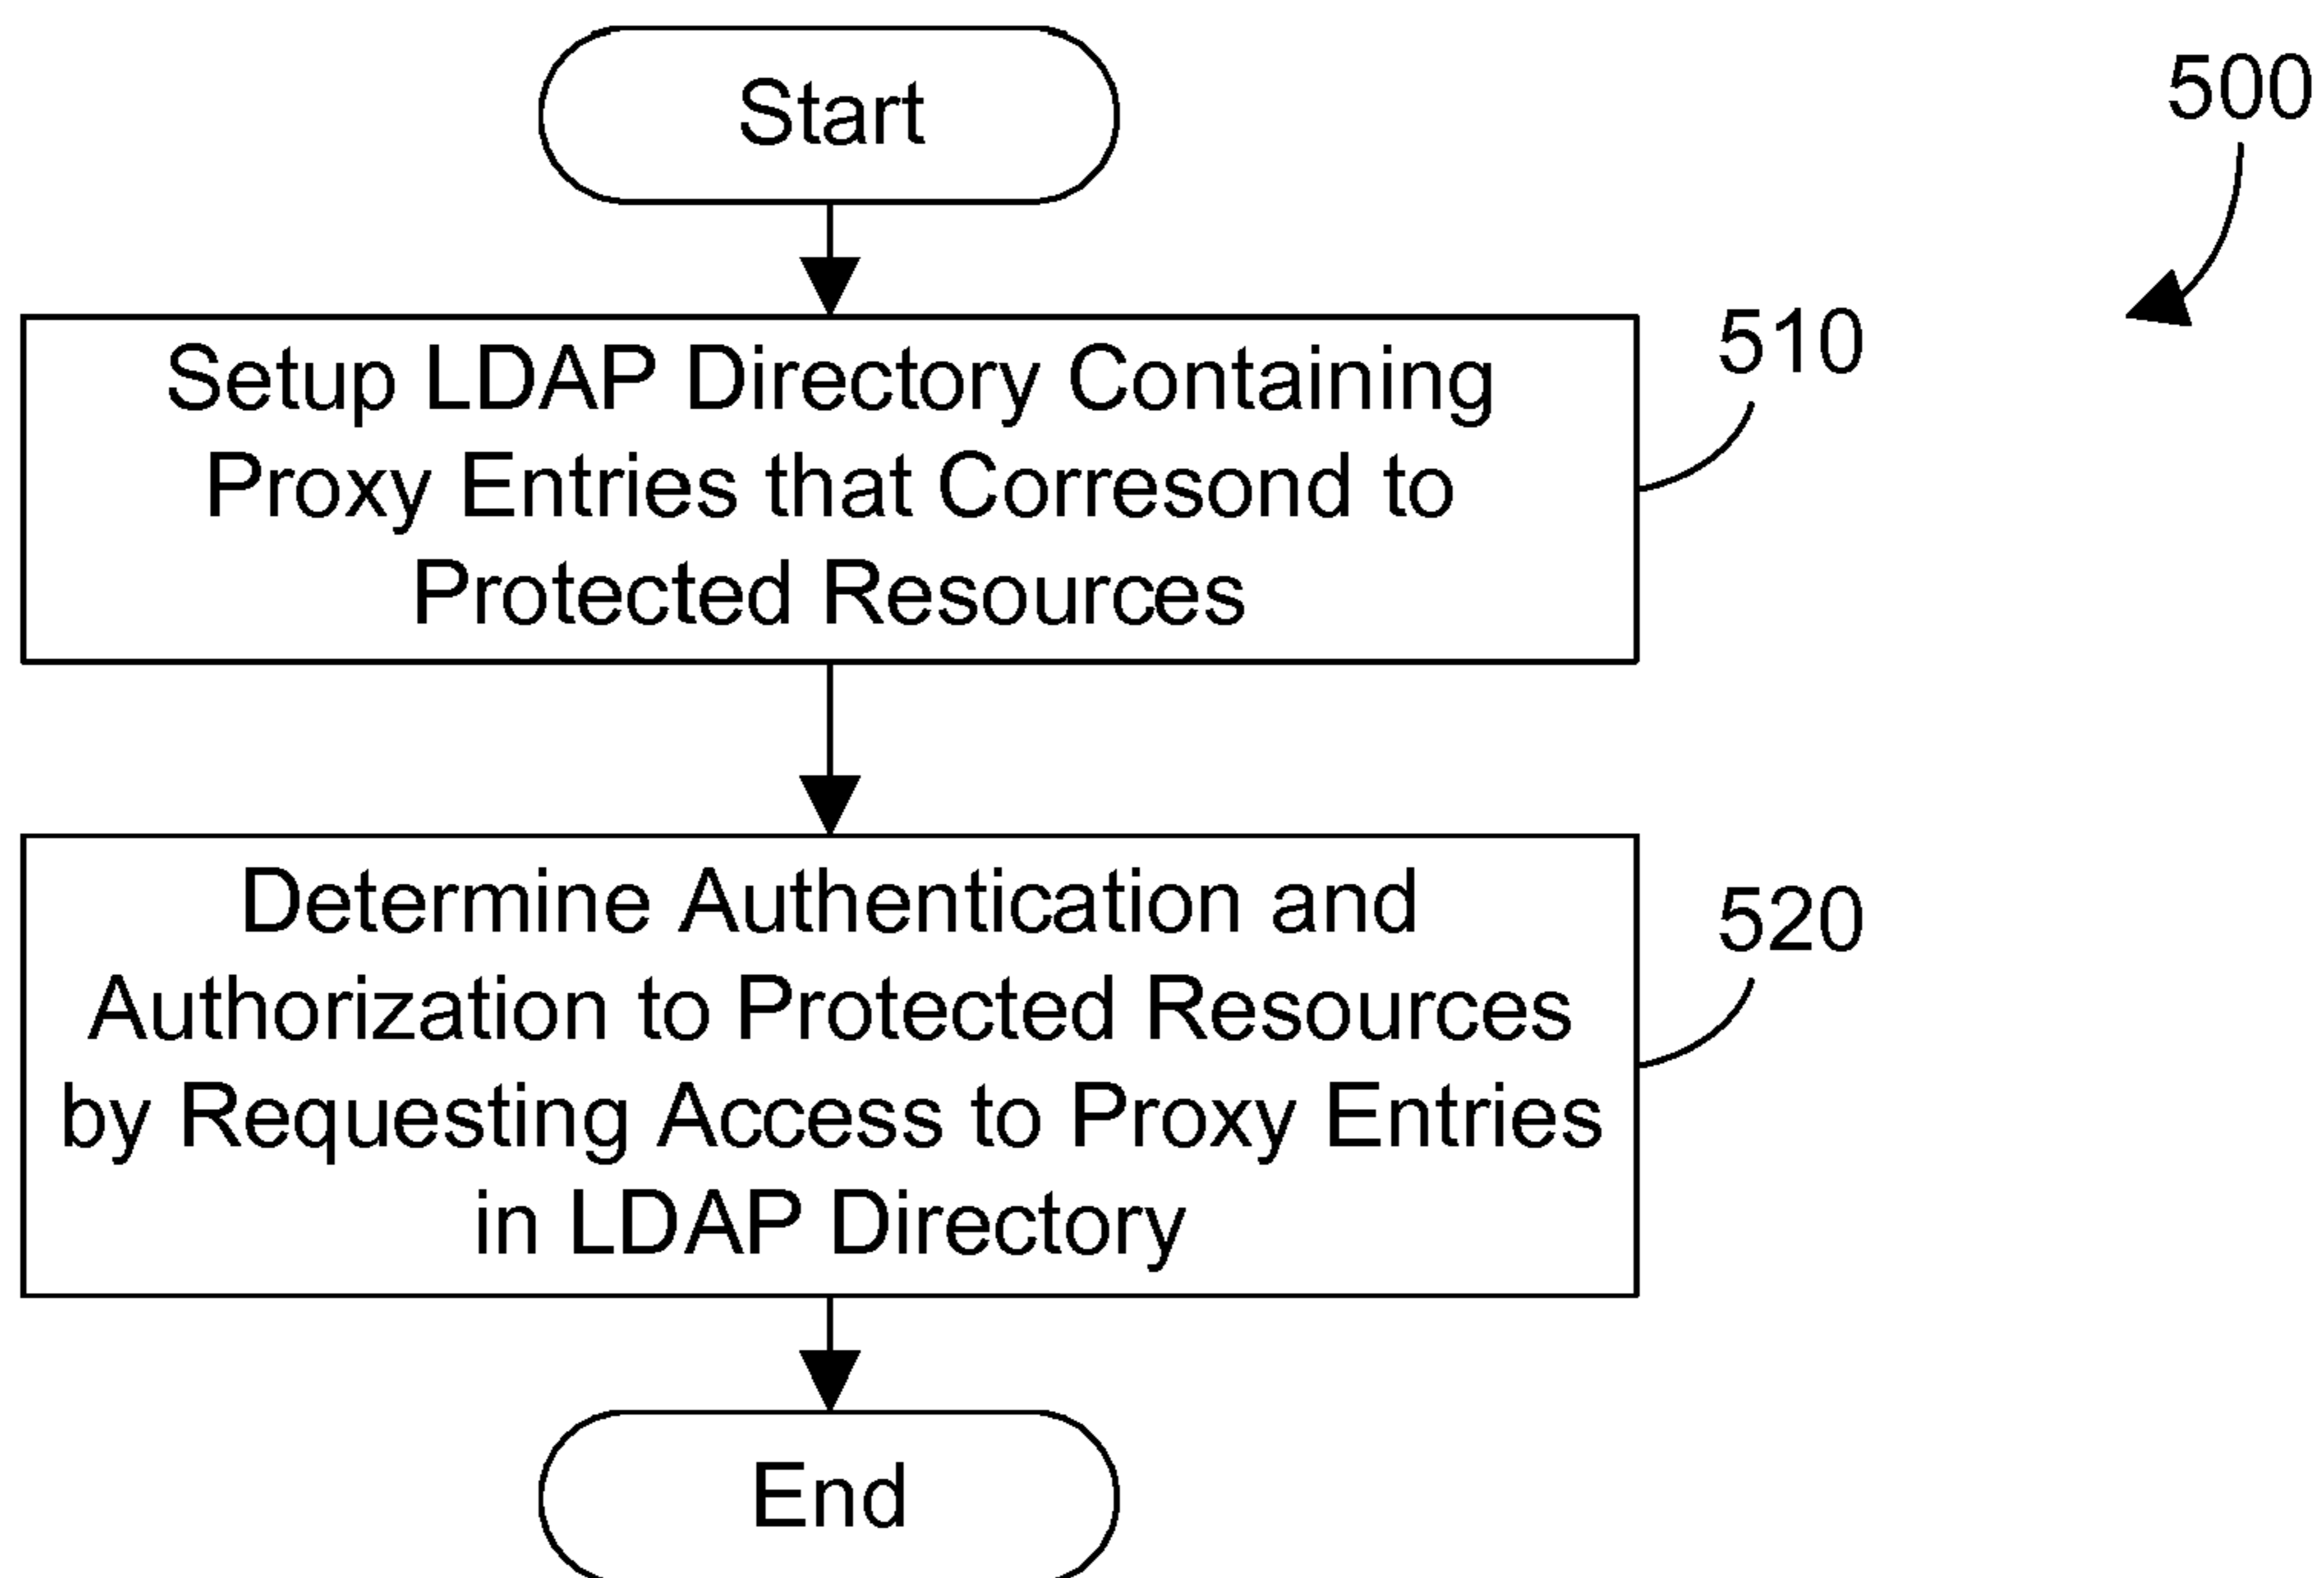 Start
500
Setup LDAP Directory Containing
Proxy Entries that Corresond to
Protected Resources
510
Determine Authentication and
Authorization to Protected Resources
by Requesting Access to Proxy Entries
in LDAP Directory
520
End